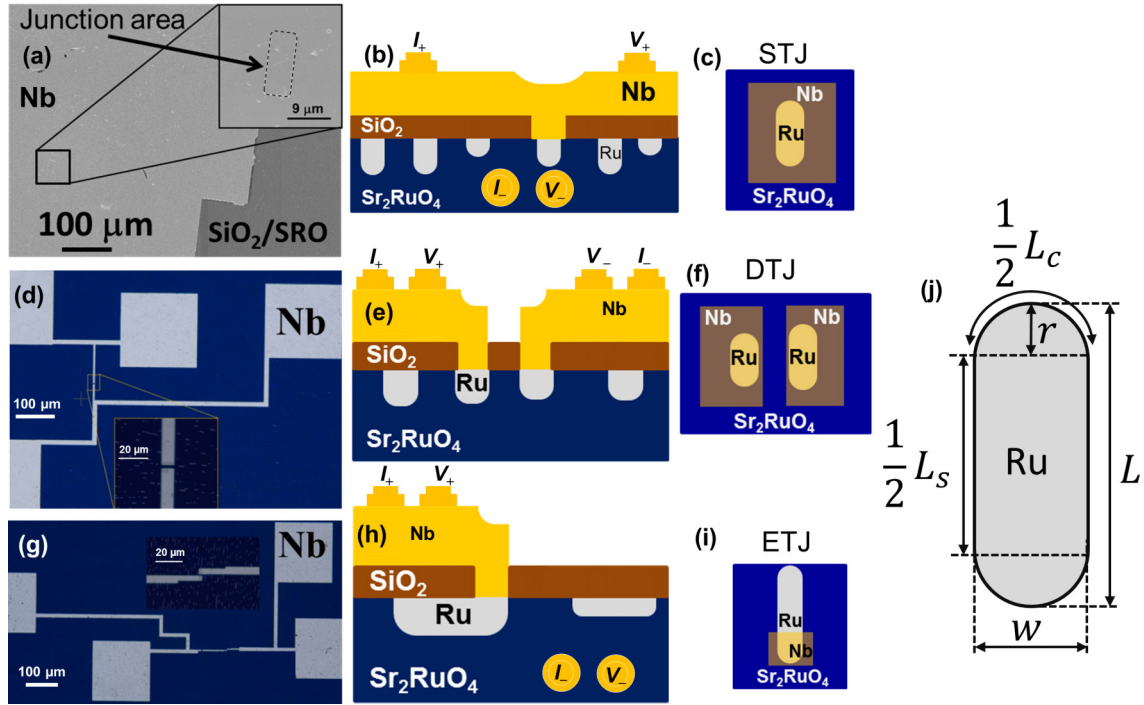 Junction area
(a)
Nb
9 μm
100 μm
SiO₂/SRO
(b)
I₊
V₊
Nb
SiO₂
Ru
I₋
V₋
Sr₂RuO₄
(c)
STJ
Nb
Ru
Sr₂RuO₄
(d)
Nb
100 μm
20 μm
(e)
I₊
V₊
V₋
I₋
Nb
SiO₂
Ru
Sr₂RuO₄
(f)
DTJ
Nb
Nb
Ru
Ru
Sr₂RuO₄
(g)
20 μm
Nb
100 μm
(h)
I₊
V₊
Nb
SiO₂
Ru
Sr₂RuO₄
I₋
V₋
(i)
ETJ
Ru
Nb
Sr₂RuO₄
(j)
1/2 L_c
r
1/2 L_s
Ru
L
w